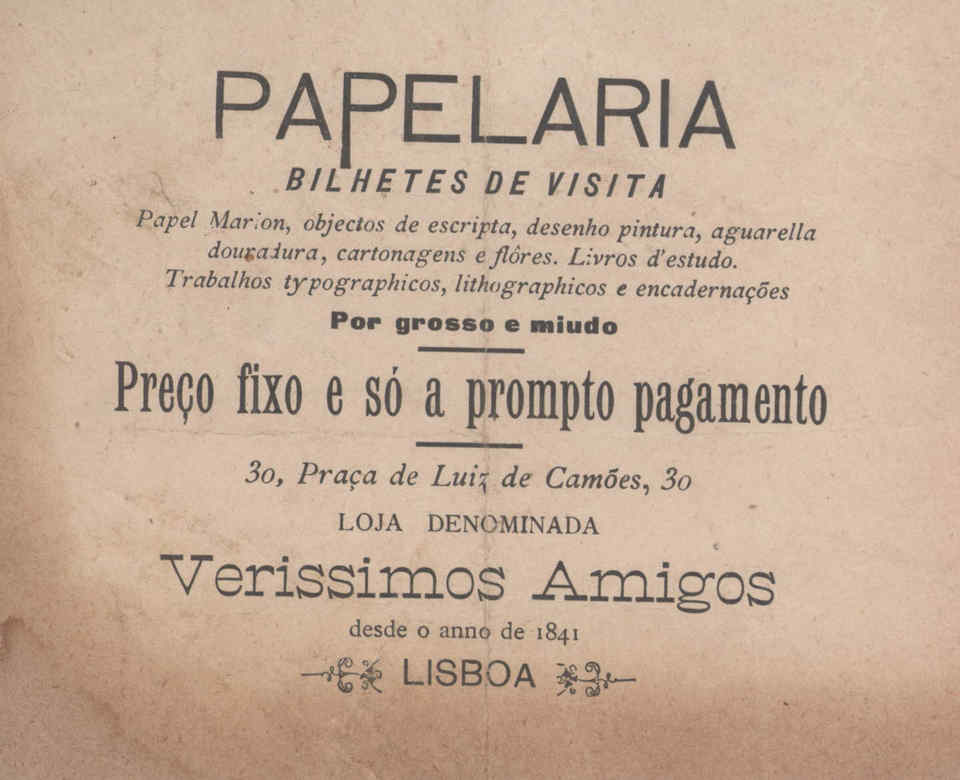 PAPELARIA
BILHETES DE VISITA
Papel Marion, objectos de escripta, desenho pintura, aguarella
douradura, cartonagens e flôres. Livros d'estudo.
Trabalhos typographicos, lithographicos e encadernações
Por grosso e miudo
Preço fixo e só a prompto pagamento
30, Praça de Luiz de Camões, 30
LOJA DENOMINADA
Verissimos Amigos
desde o anno de 1841
LISBOA